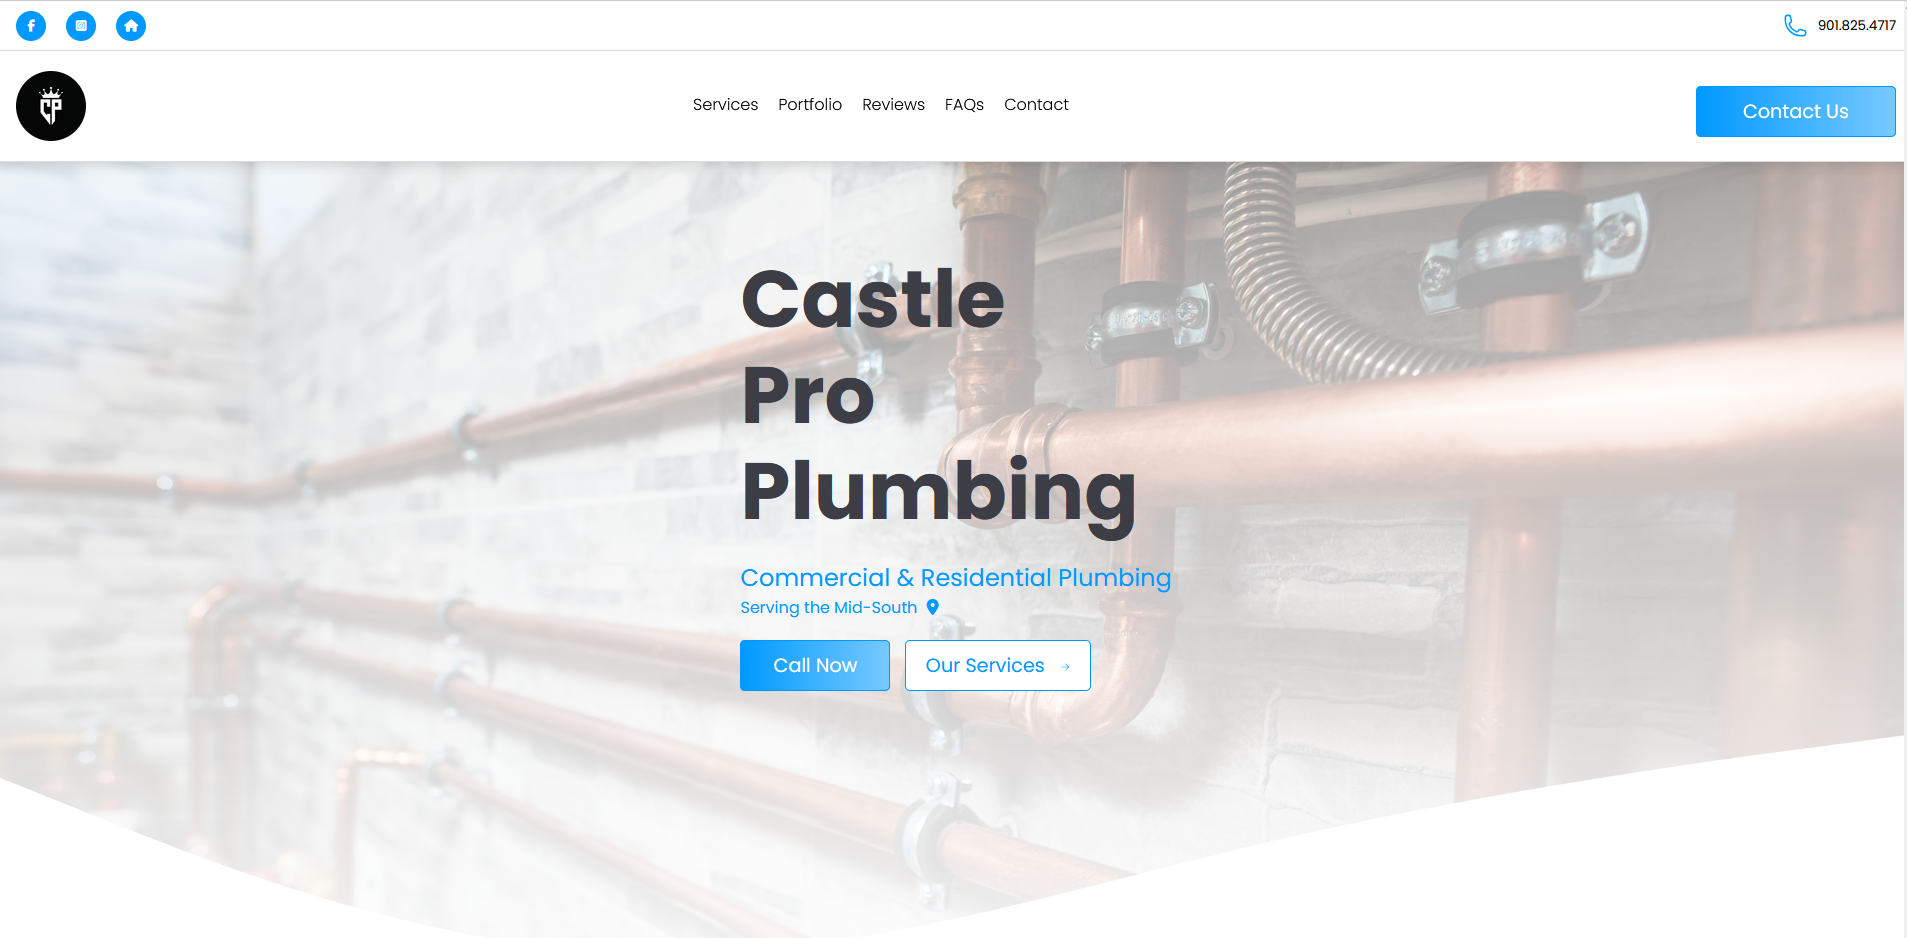 901.825.4717
CP
Services Portfolio Reviews FAQs Contact
Contact Us
Castle
Pro
Plumbing
Commercial & Residential Plumbing
Serving the Mid-South
Call Now
Our Services →